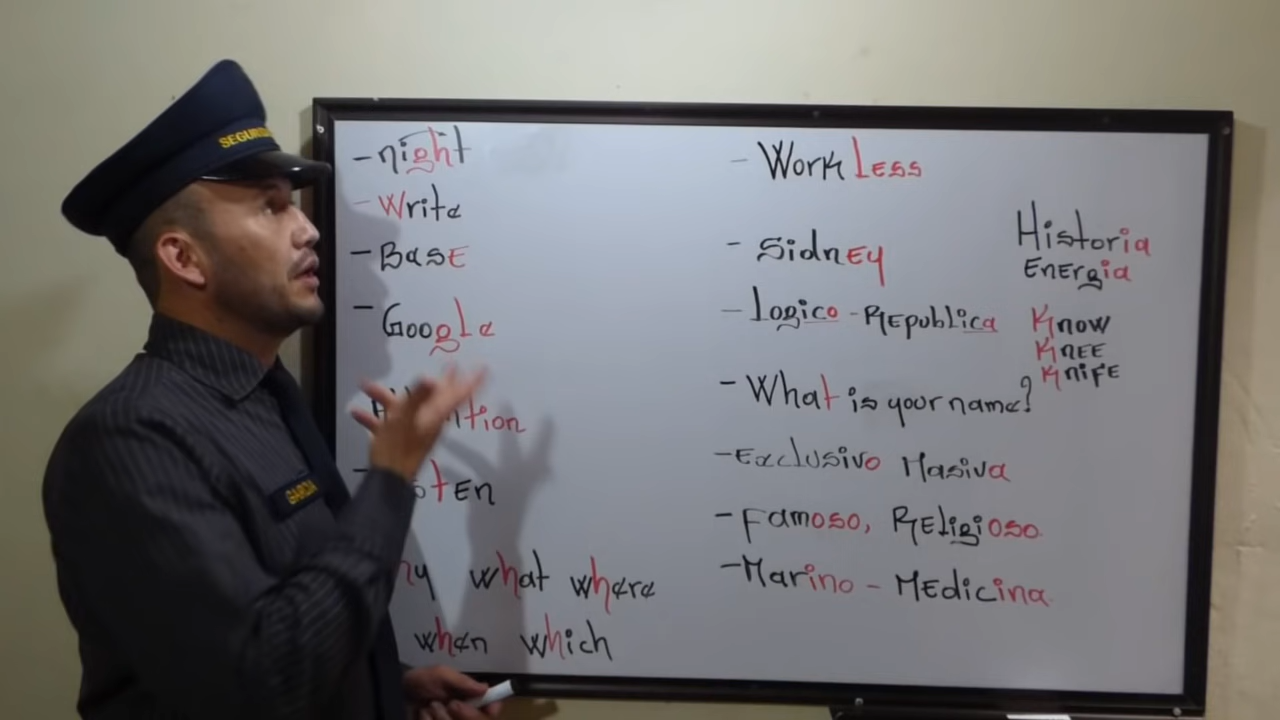 - night
- Write
- BasE
- Google
tion
tEn
what where
when which
- Work LEss
- SidnEy
- Logico - REpublica
- What is your name?
- Exclusivo Masiva
- Famoso, RELigioso.
- Marino - MEdicina.
Historia
EnErgia
Know
KnEE
KnifE
GARCIA